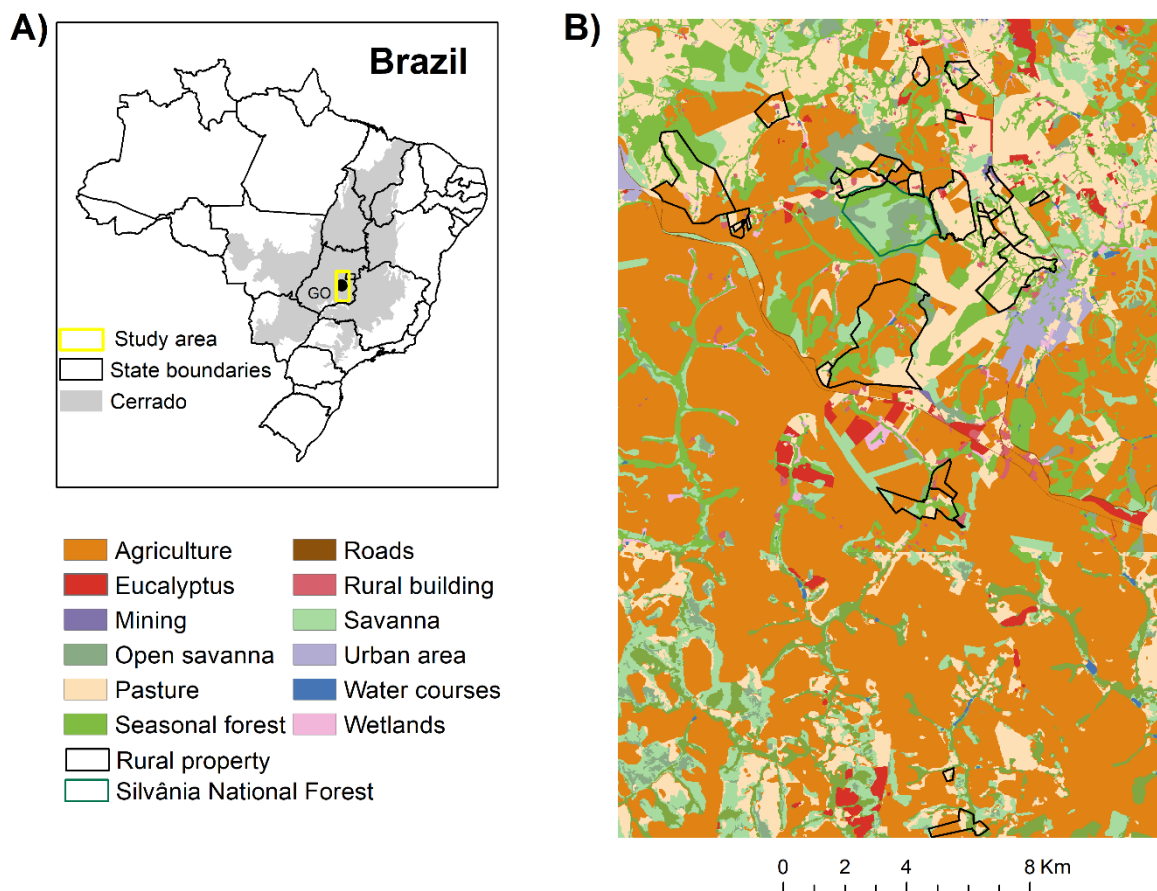 A)
Brazil
GO
Study area
State boundaries
Cerrado
B)
Agriculture
Eucalyptus
Mining
Open savanna
Pasture
Seasonal forest
Roads
Rural building
Savanna
Urban area
Water courses
Wetlands
Rural property
Silvânia National Forest
0 2 4 8 Km